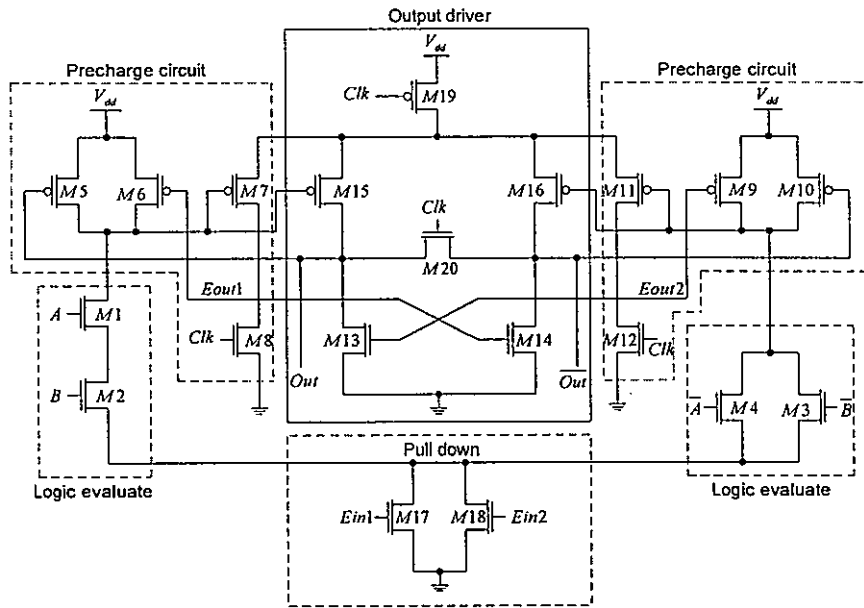 Output driver
Precharge circuit
V_dd
Precharge circuit
V_dd
Clk
M19
V_dd
M5
M6
M7
M15
M16
M11
M9
M10
Clk
M20
Eout1
Eout2
A
M1
Clk
M8
M13
M14
M12
Clk
Out
O̅u̅t̅
B
M2
A̅
M4
M3
B̅
Pull down
Logic evaluate
Logic evaluate
Ein1
M17
M18
Ein2